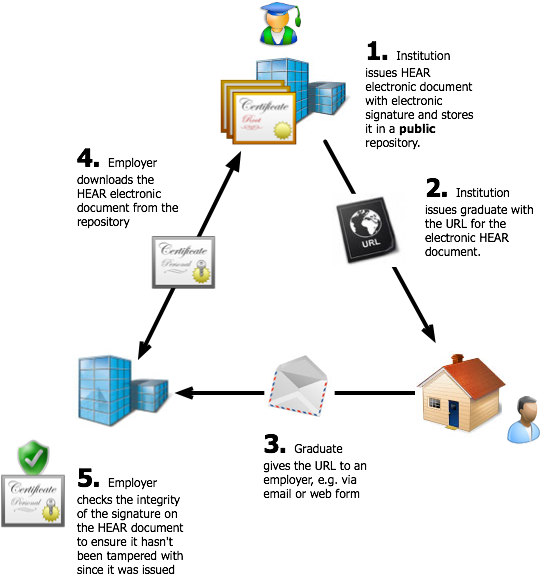 1. Institution
issues HEAR
electronic document
with electronic
signature and stores
it in a public
repository.
Certificate
Root
4. Employer
downloads the
HEAR electronic
document from the
repository
2. Institution
issues graduate with
the URL for the
electronic HEAR
document.
URL
Certificate
Personal
3. Graduate
gives the URL to an
employer, e.g. via
email or web form
5. Employer
checks the integrity
of the signature on
the HEAR document
to ensure it hasn't
been tampered with
since it was issued
Certificate
Personal